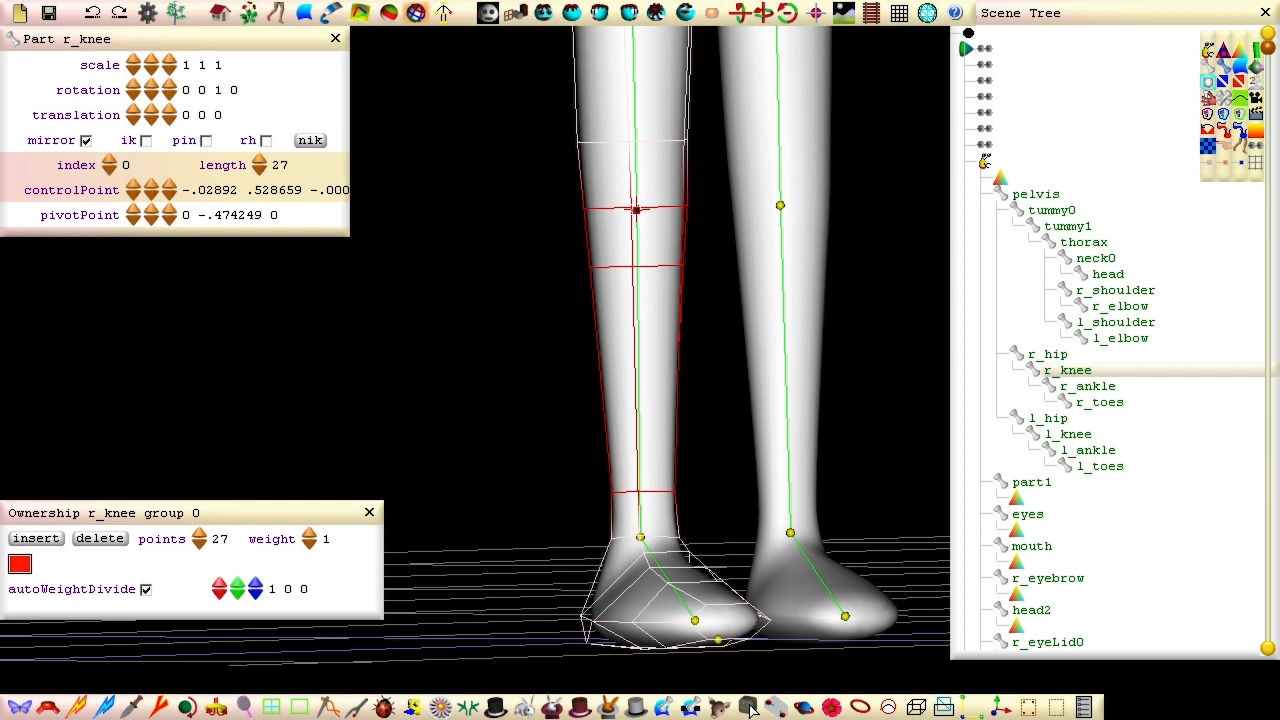 Part r_knee
scale 1 1 1
rotation 0 0 1 0
translation 0 0 0
mirror ik pin rh nik
index 0 length 27
controlPoint -.02892 .528659 -.000
pivotPoint 0 -.474249 0
Ownership r_knee group 0
insert delete points 27 weight 1
autoWeightDivide 1 0 0
Scene Tree
pelvis
tummy0
tummy1
thorax
neck0
head
r_shoulder
r_elbow
l_shoulder
l_elbow
r_hip
r_knee
r_ankle
r_toes
l_hip
l_knee
l_ankle
l_toes
part1
eyes
mouth
r_eyebrow
head2
r_eyeLid0